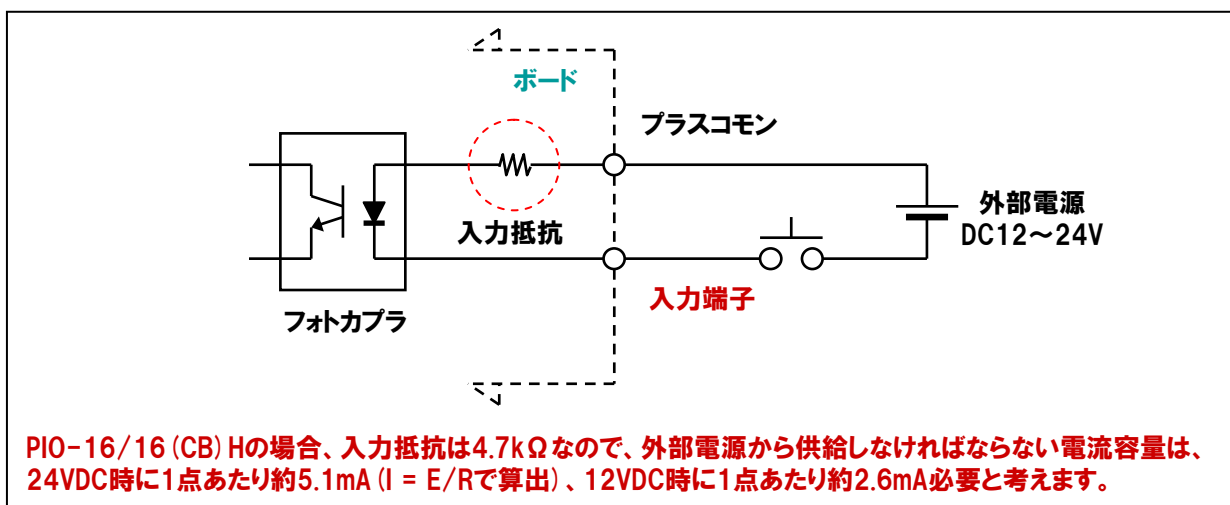 ボード
プラスコモン
外部電源
DC12～24V
入力抵抗
入力端子
フォトカプラ
PIO-16/16(CB)Hの場合、入力抵抗は4.7kΩなので、外部電源から供給しなければならない電流容量は、
24VDC時に1点あたり約5.1mA(I = E/Rで算出)、12VDC時に1点あたり約2.6mA必要と考えます。